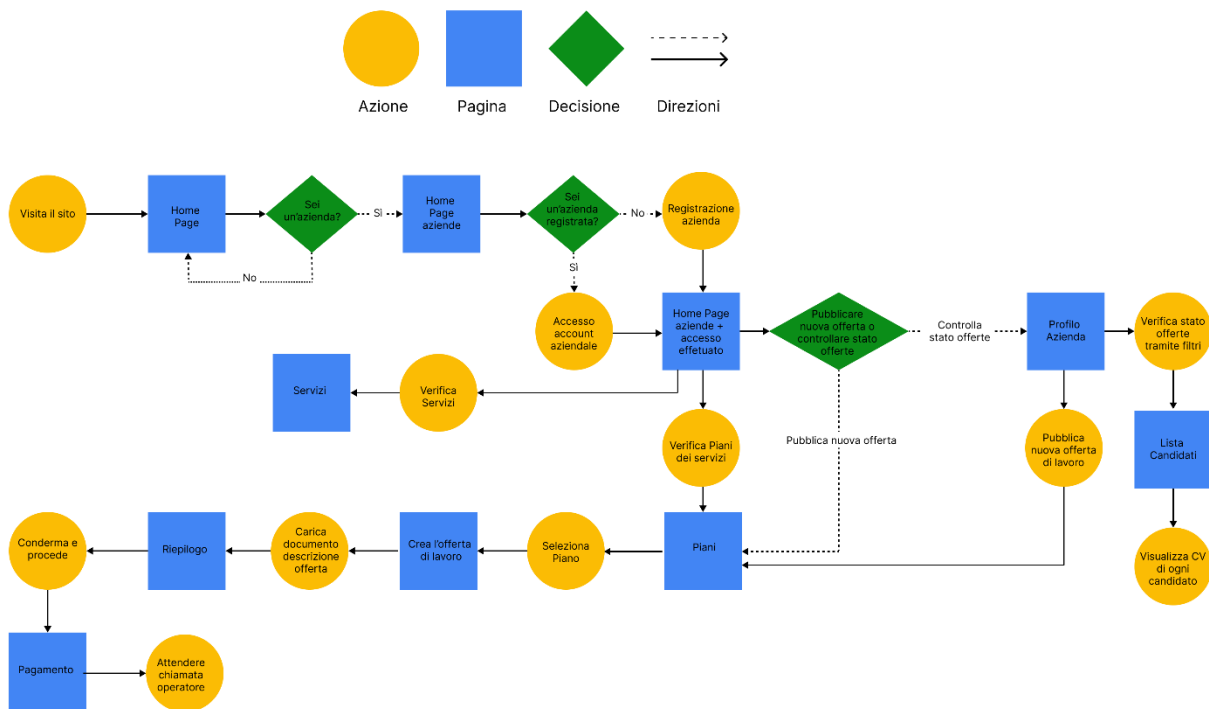 Azione
Pagina
Decisione
Direzioni
Visita il sito
Home
Page
Sei
un'azienda?
Sì
No
Home
Page
aziende
Sei
un'azienda
registrata?
No
Sì
Registrazione
azienda
Accesso
account
aziendale
Home Page
aziende +
accesso
effetuato
Pubblicare
nuova offerta o
controllare stato
offerte
Controlla
stato offerte
Profilo
Azienda
Verifica stato
offerte
tramite filtri
Servizi
Verifica
Servizi
Verifica Piani
dei servizi
Pubblica nuova offerta
Pubblica
nuova offerta
di lavoro
Lista
Candidati
Visualizza CV
di ogni
candidato
Piani
Seleziona
Piano
Crea l'offerta
di lavoro
Carica
documento
descrizione
offerta
Riepilogo
Conderma e
procede
Pagamento
Attendere
chiamata
operatore